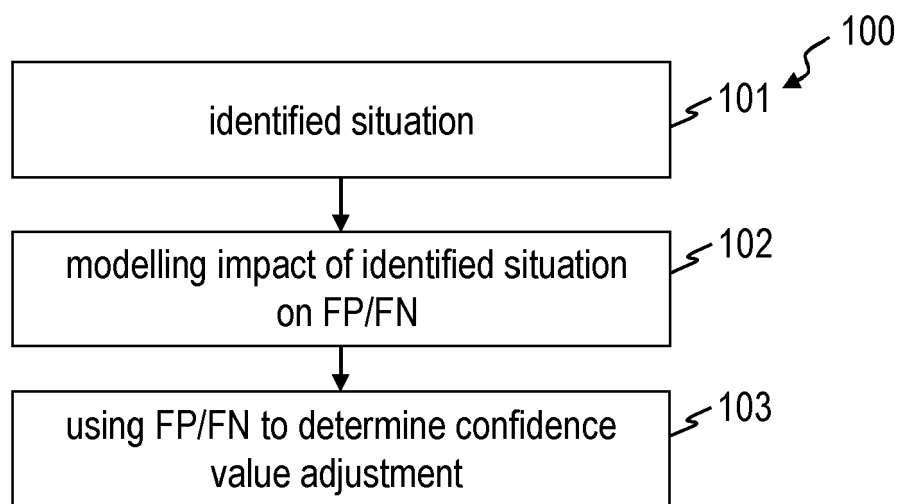 100
identified situation
101
modelling impact of identified situation
on FP/FN
102
using FP/FN to determine confidence
value adjustment
103